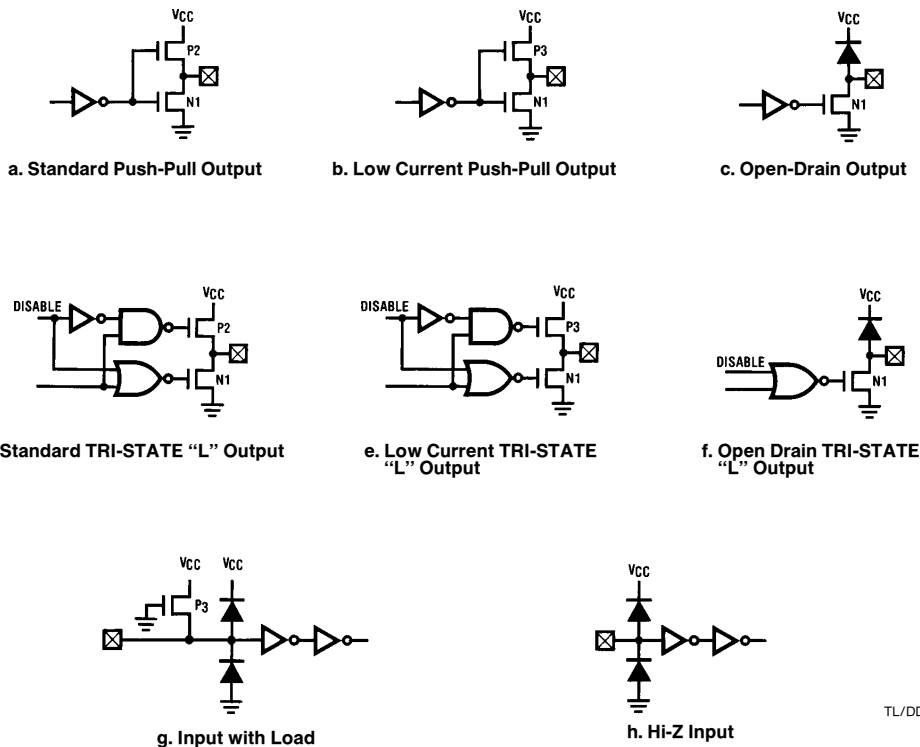 VCC
P2
N1
a. Standard Push-Pull Output
VCC
P3
N1
b. Low Current Push-Pull Output
VCC
N1
c. Open-Drain Output
DISABLE
VCC
P2
N1
Standard TRI-STATE “L” Output
DISABLE
VCC
P3
N1
e. Low Current TRI-STATE
“L” Output
DISABLE
VCC
N1
f. Open Drain TRI-STATE
“L” Output
VCC
VCC
P3
g. Input with Load
VCC
h. Hi-Z Input
TL/DD